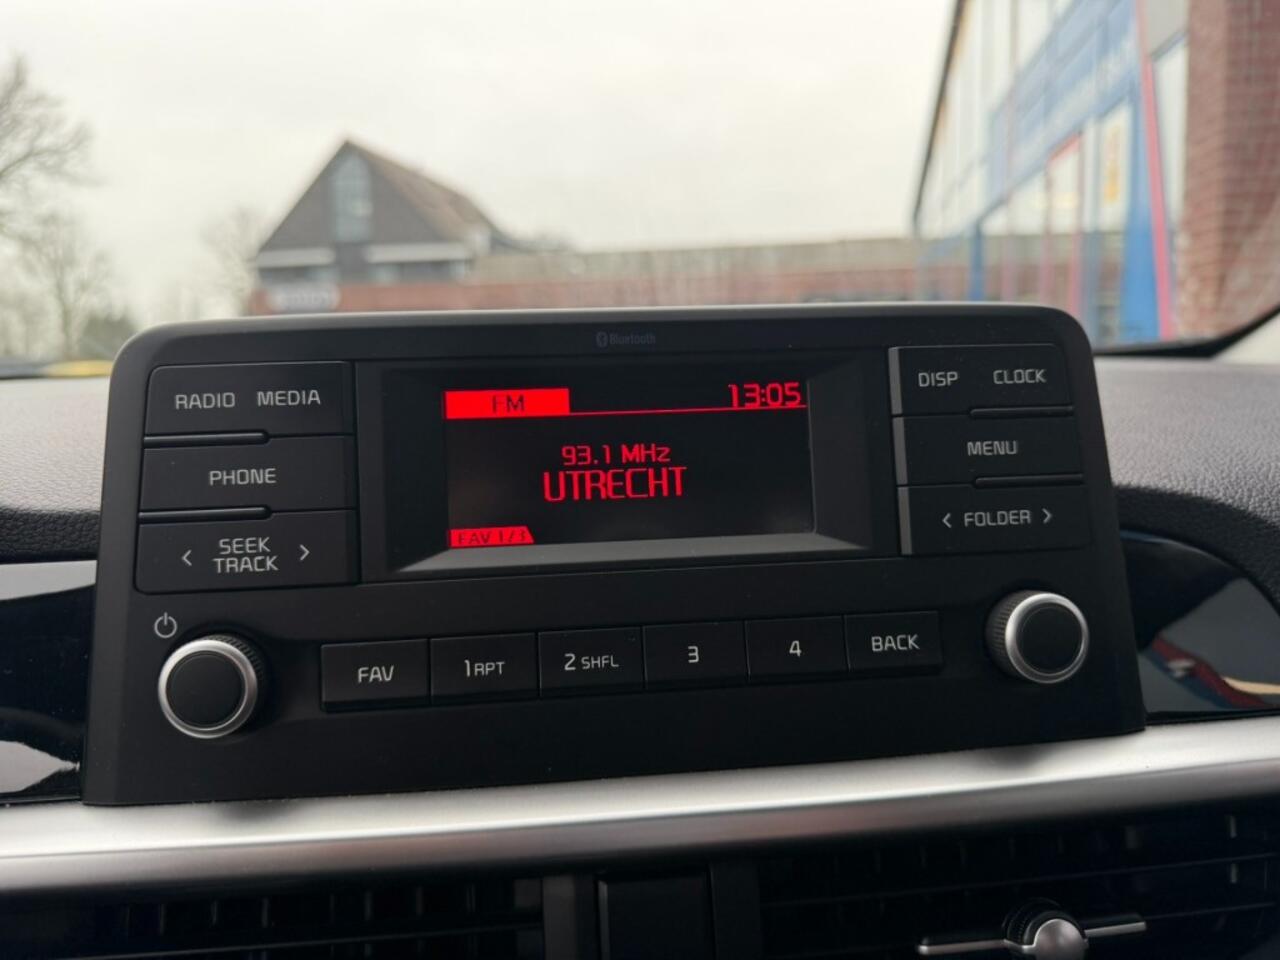 Bluetooth
RADIO MEDIA
PHONE
< SEEK TRACK >
FM 13:05
93.1 MHz
UTRECHT
FAV 1/3
DISP CLOCK
MENU
< FOLDER >
FAV 1 RPT 2 SHFL 3 4 BACK